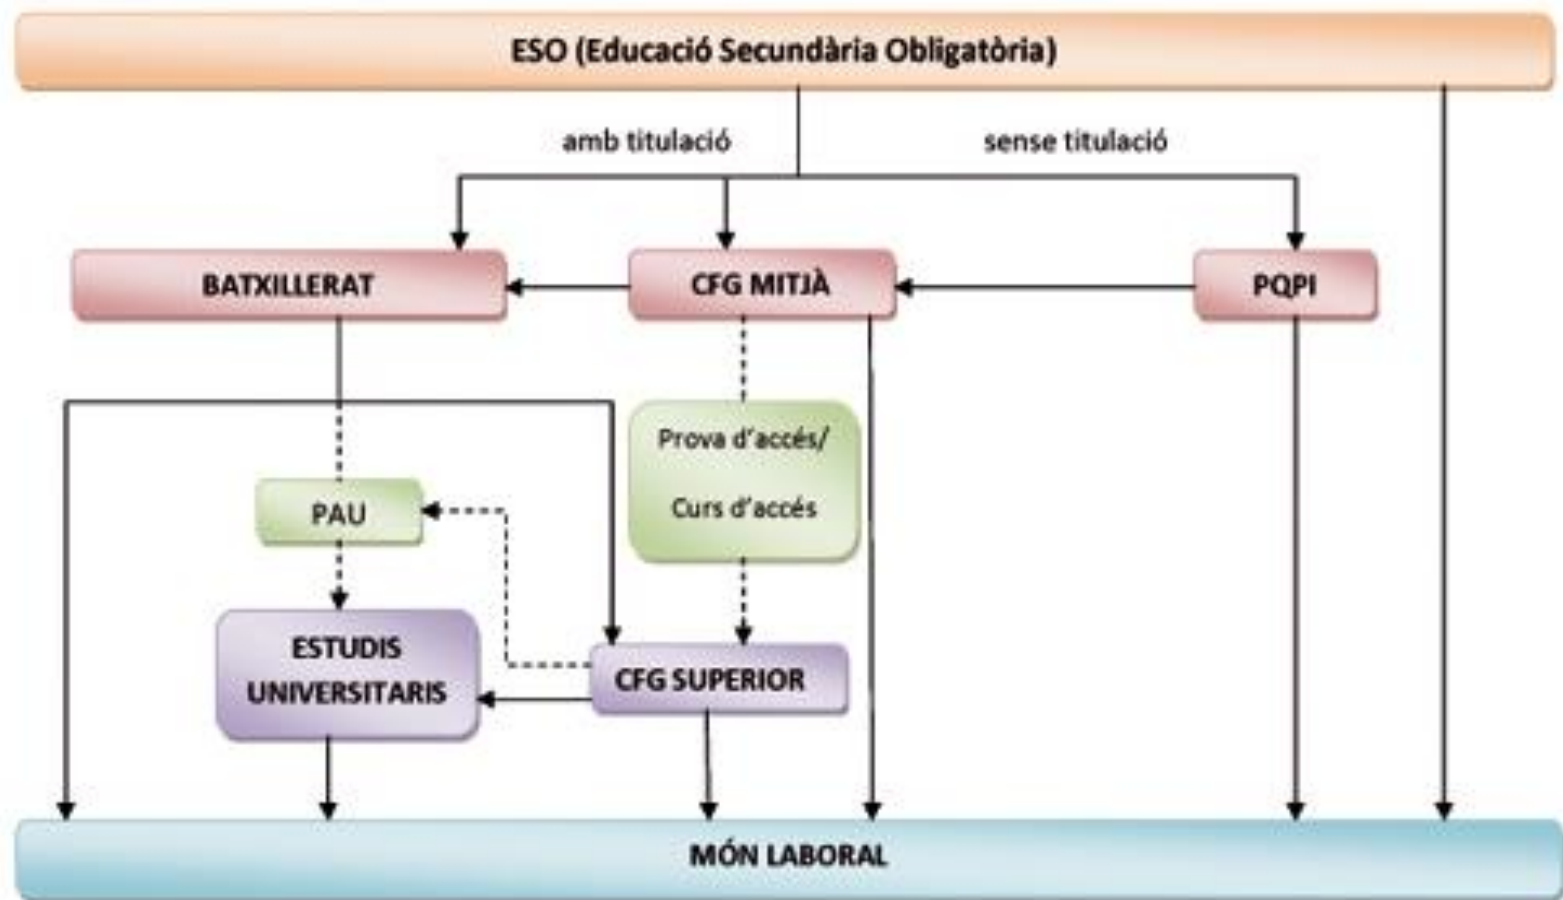 ESO (Educació Secundària Obligatòria)
amb titulació
sense titulació
BATXILLERAT
CFG MITJÀ
PQPI
Prova d'accés/
Curs d'accés
PAU
ESTUDIS
UNIVERSITARIS
CFG SUPERIOR
MÓN LABORAL